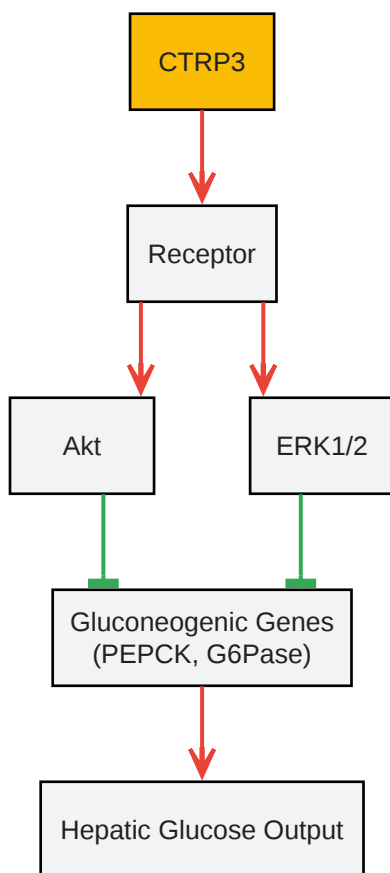 CTRP3
Receptor
Akt
ERK1/2
Gluconeogenic Genes
(PEPCK, G6Pase)
Hepatic Glucose Output